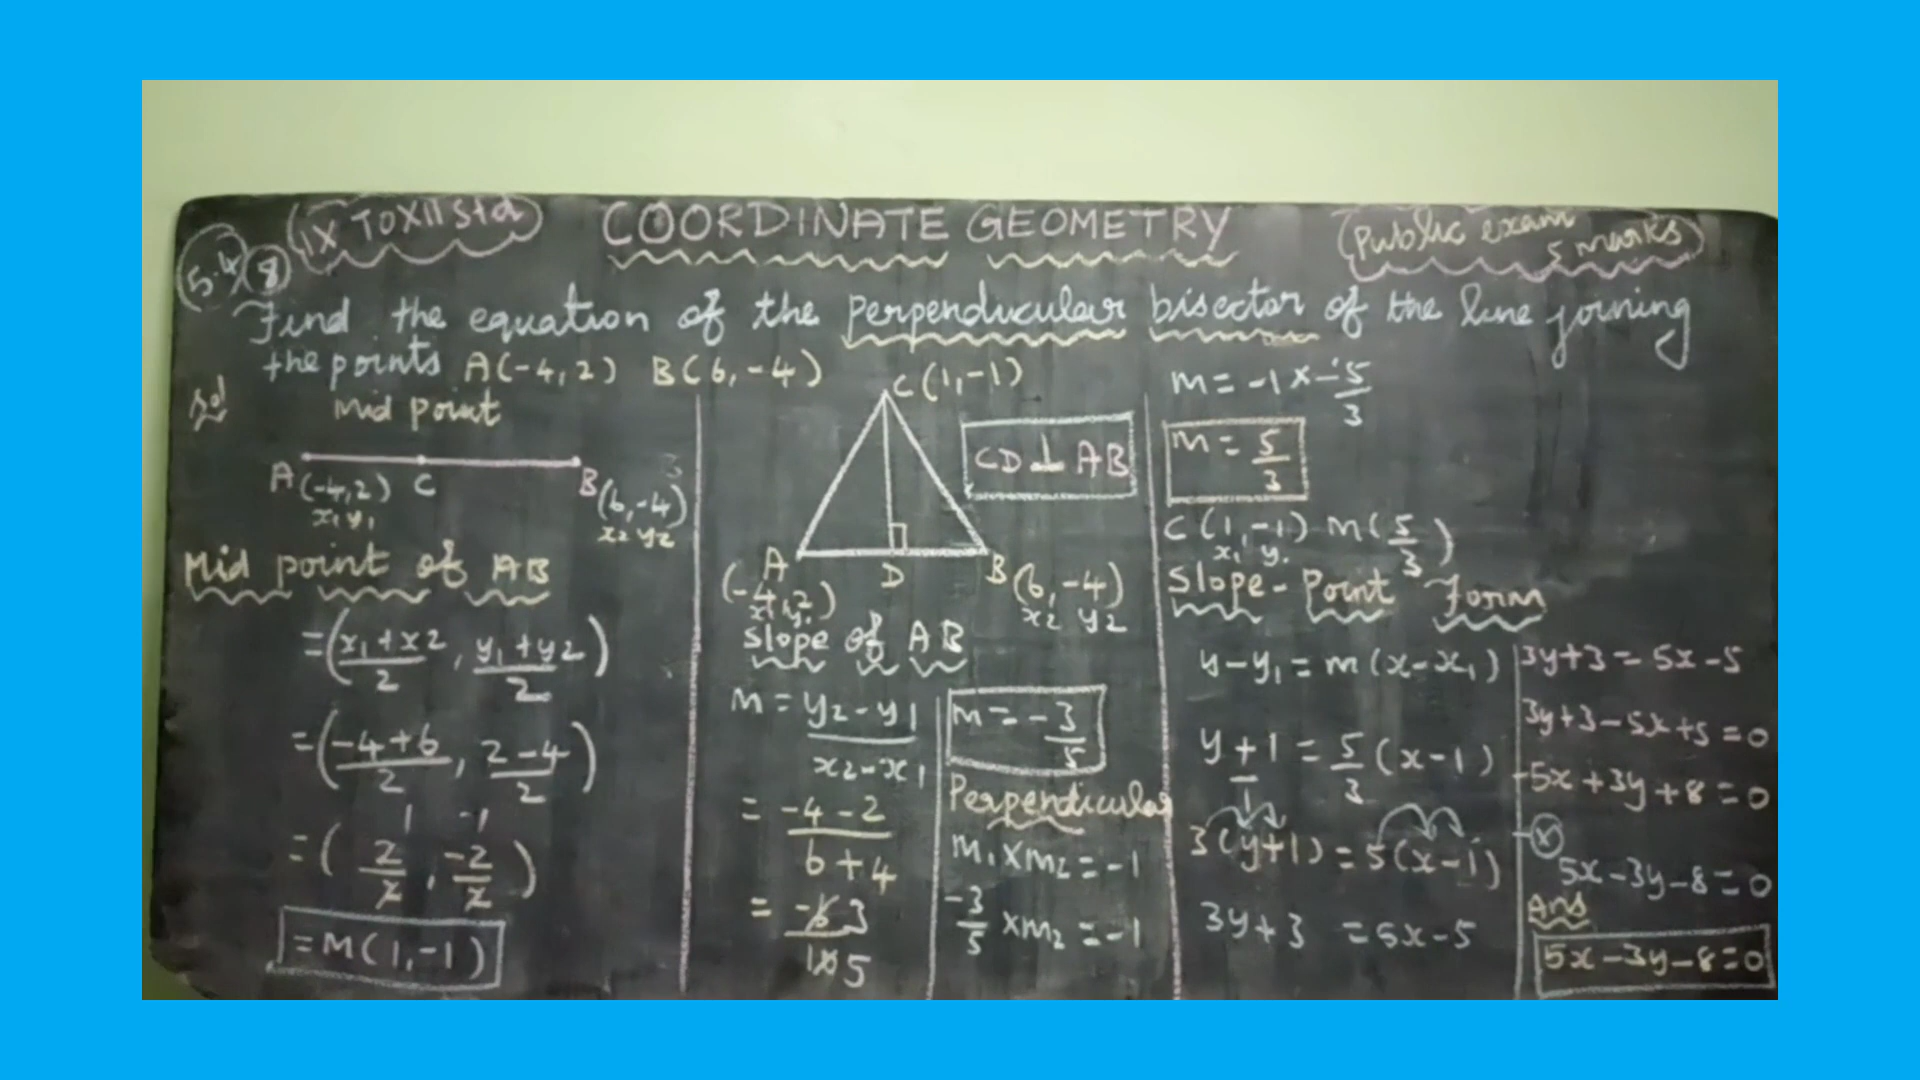 5.4 8 IX TO XII Std COORDINATE GEOMETRY Public exam 5 marks
Find the equation of the perpendicular bisector of the line joining
the points A(-4,2) B(6,-4)
Sol Mid point
A(-4,2) C B(6,-4)
x₁ y₁ x₂ y₂
Mid point of AB
=(x₁+x2/2, y₁+y2/2)
=(-4+6/2, 2-4/2)
1 -1
=(2/2, -2/2)
=M(1,-1)
C(1,-1)
CD⊥AB
A D B(6,-4)
(-4,2) x₂ y₂
x₁ y₁
Slope of AB
m = y₂-y₁/x₂-x₁
= -4-2/6+4
= -6 3/10 5
m = -3/5
Perpendicular
m₁×m₂=-1
-3/5 ×m₂ =-1
m = -1 × -5/3
m = 5/3
C(1,-1) m(5/3)
x₁ y₁
Slope-Point Form
y-y₁ = m(x-x₁)
y+1/1 = 5/3 (x-1)
3(y+1) = 5(x-1)
3y+3 = 5x-5
3y+3 = 5x-5
3y+3-5x+5=0
-5x+3y+8=0
-ⓧ
5x-3y-8=0
Ans
5x-3y-8=0